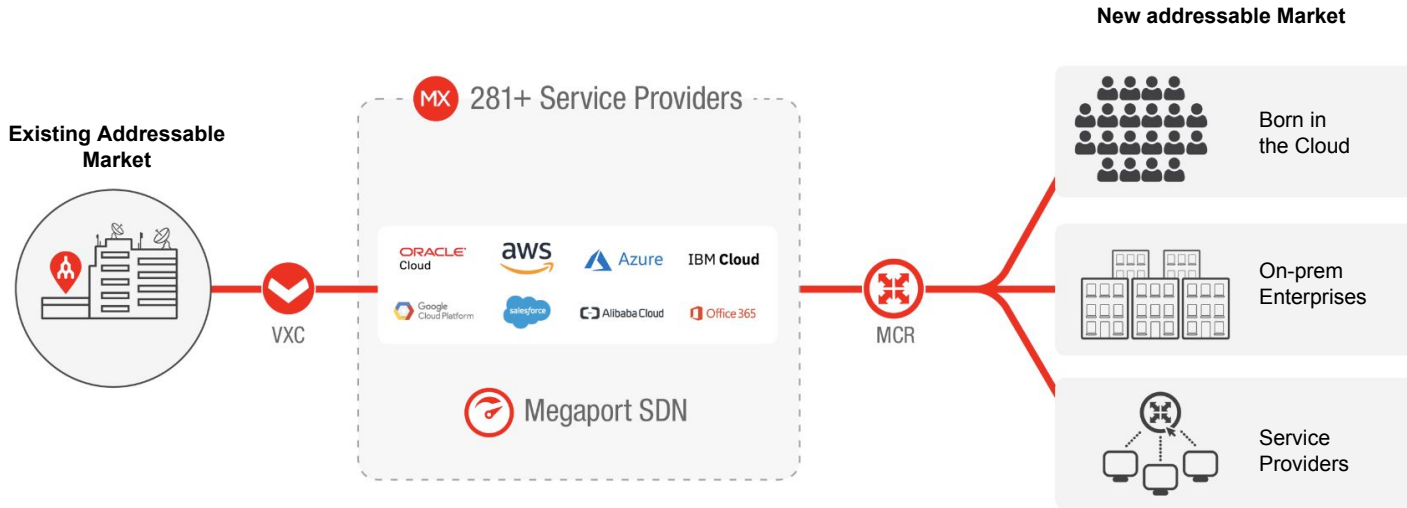 New addressable Market
MX 281+ Service Providers
Existing Addressable
Market
Born in
the Cloud
ORACLE'
Cloud
aws
Azure
IBM Cloud
On-prem
Enterprises
Google
Cloud Platform
salesforce
Alibaba Cloud
Office 365
VXC
MCR
Megaport SDN
Service
Providers